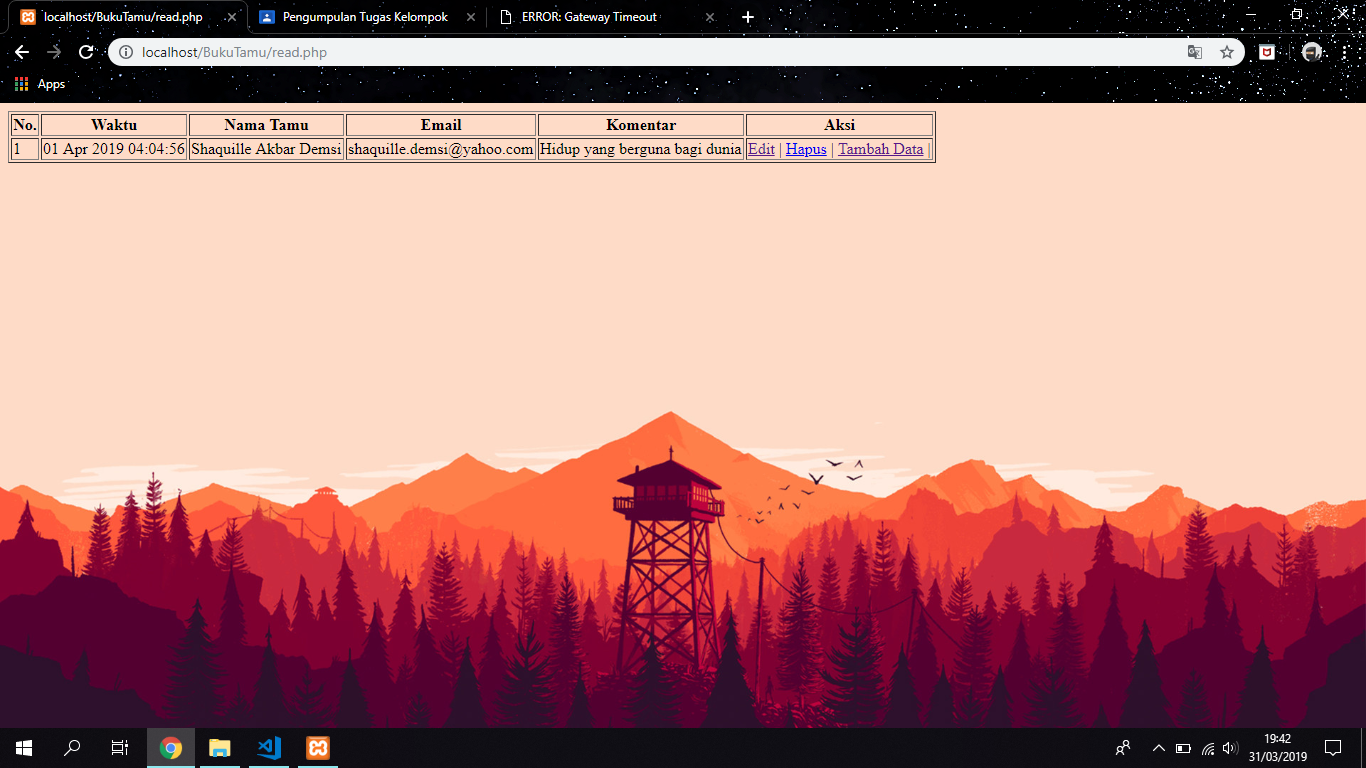 localhost/BukuTamu/read.php
Pengumpulan Tugas Kelompok
ERROR: Gateway Timeout
localhost/BukuTamu/read.php
Apps
No. Waktu Nama Tamu Email Komentar Aksi
1 01 Apr 2019 04:04:56 Shaquille Akbar Demsi shaquille.demsi@yahoo.com Hidup yang berguna bagi dunia Edit | Hapus | Tambah Data |
19:42
31/03/2019